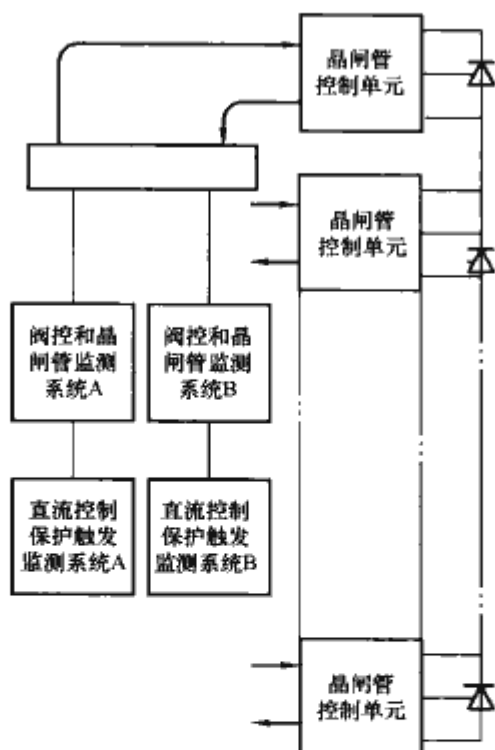 晶闸管
控制单元
晶闸管
控制单元
阀控和晶
闸管监测
系统A
阀控和晶
闸管监测
系统B
直流控制
保护触发
监测系统A
直流控制
保护触发
监测系统B
晶闸管
控制单元